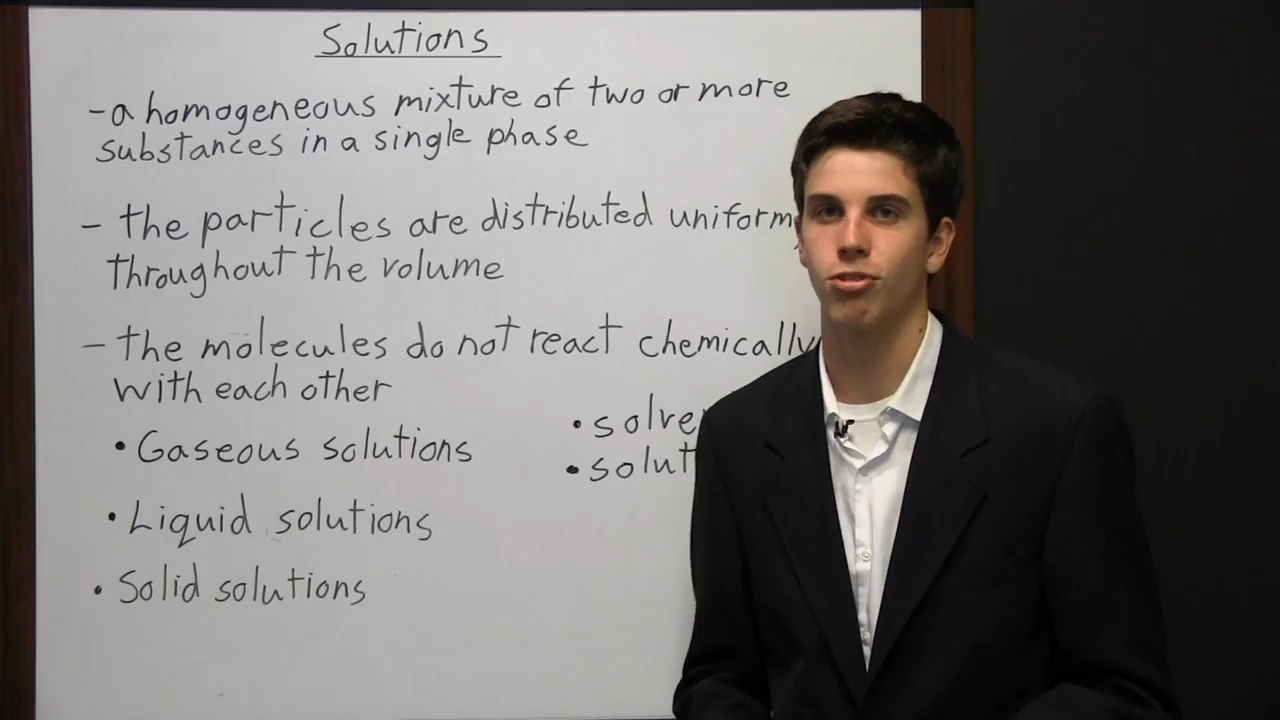 Solutions
- a homogeneous mixture of two or more
substances in a single phase
- the particles are distributed uniform
throughout the volume
- the molecules do not react chemically
with each other
• Gaseous solutions
• solve
• solut
• Liquid solutions
• Solid solutions